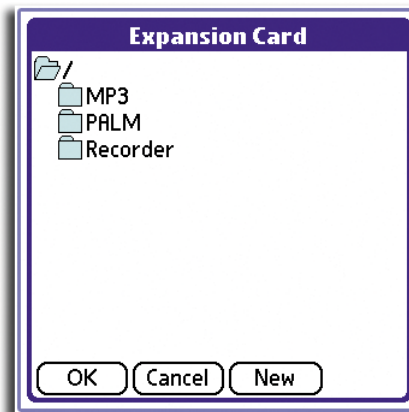 Expansion Card
/
MP3
PALM
Recorder
OK Cancel New